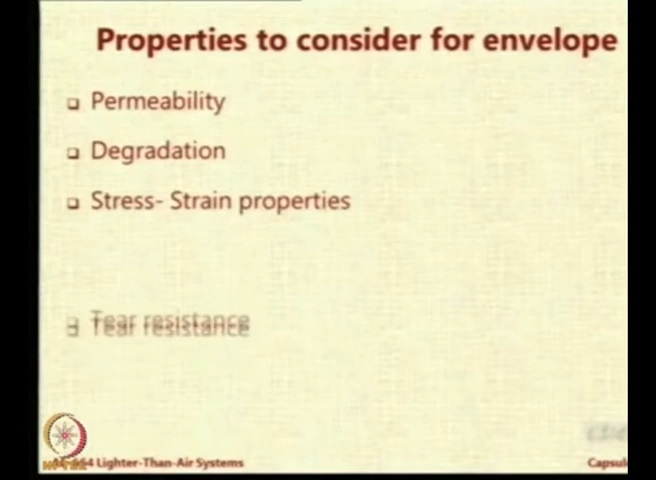 Properties to consider for envelope
Permeability
Degradation
Stress- Strain properties
Tear resistance
Lighter-Than-Air Systems